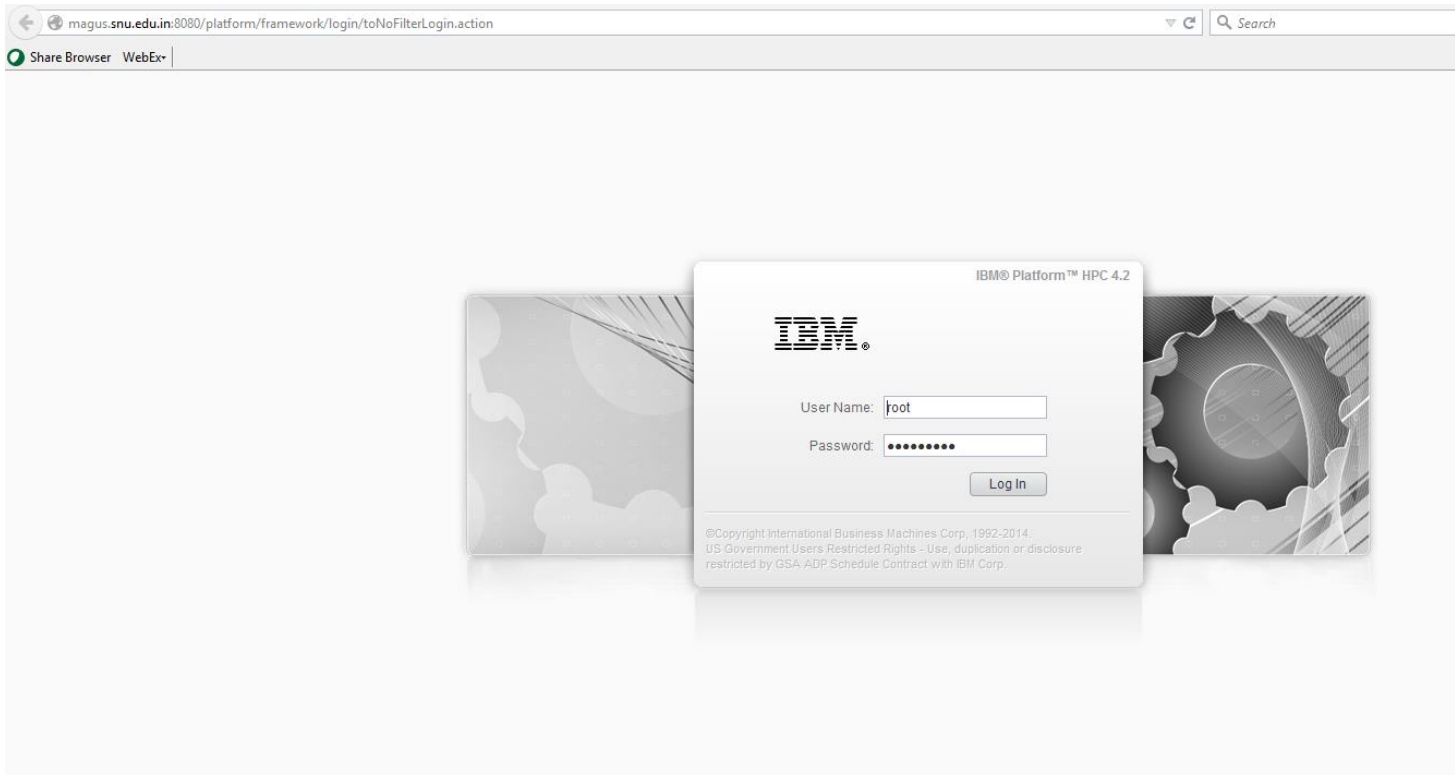 magus.snu.edu.in:8080/platform/framework/login/toNoFilterLogin.action
Search
Share Browser WebEx
IBM® Platform™ HPC 4.2
IBM®
User Name: root
Password: •••••••••
Log In
©Copyright International Business Machines Corp, 1992-2014.
US Government Users Restricted Rights - Use, duplication or disclosure
restricted by GSA ADP Schedule Contract with IBM Corp.